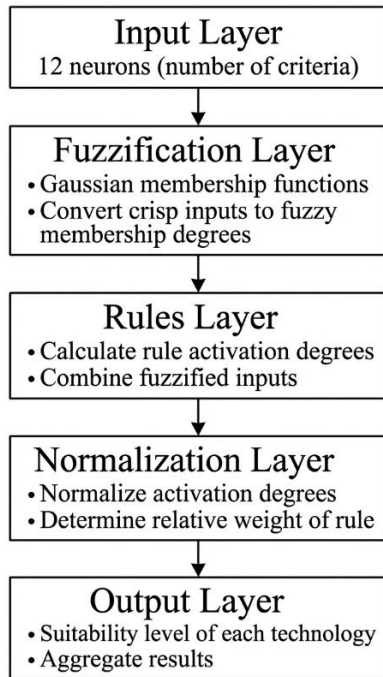 Input Layer
12 neurons (number of criteria)
Fuzzification Layer
• Gaussian membership functions
• Convert crisp inputs to fuzzy
membership degrees
Rules Layer
• Calculate rule activation degrees
• Combine fuzzified inputs
Normalization Layer
• Normalize activation degrees
• Determine relative weight of rule
Output Layer
• Suitability level of each technology
• Aggregate results